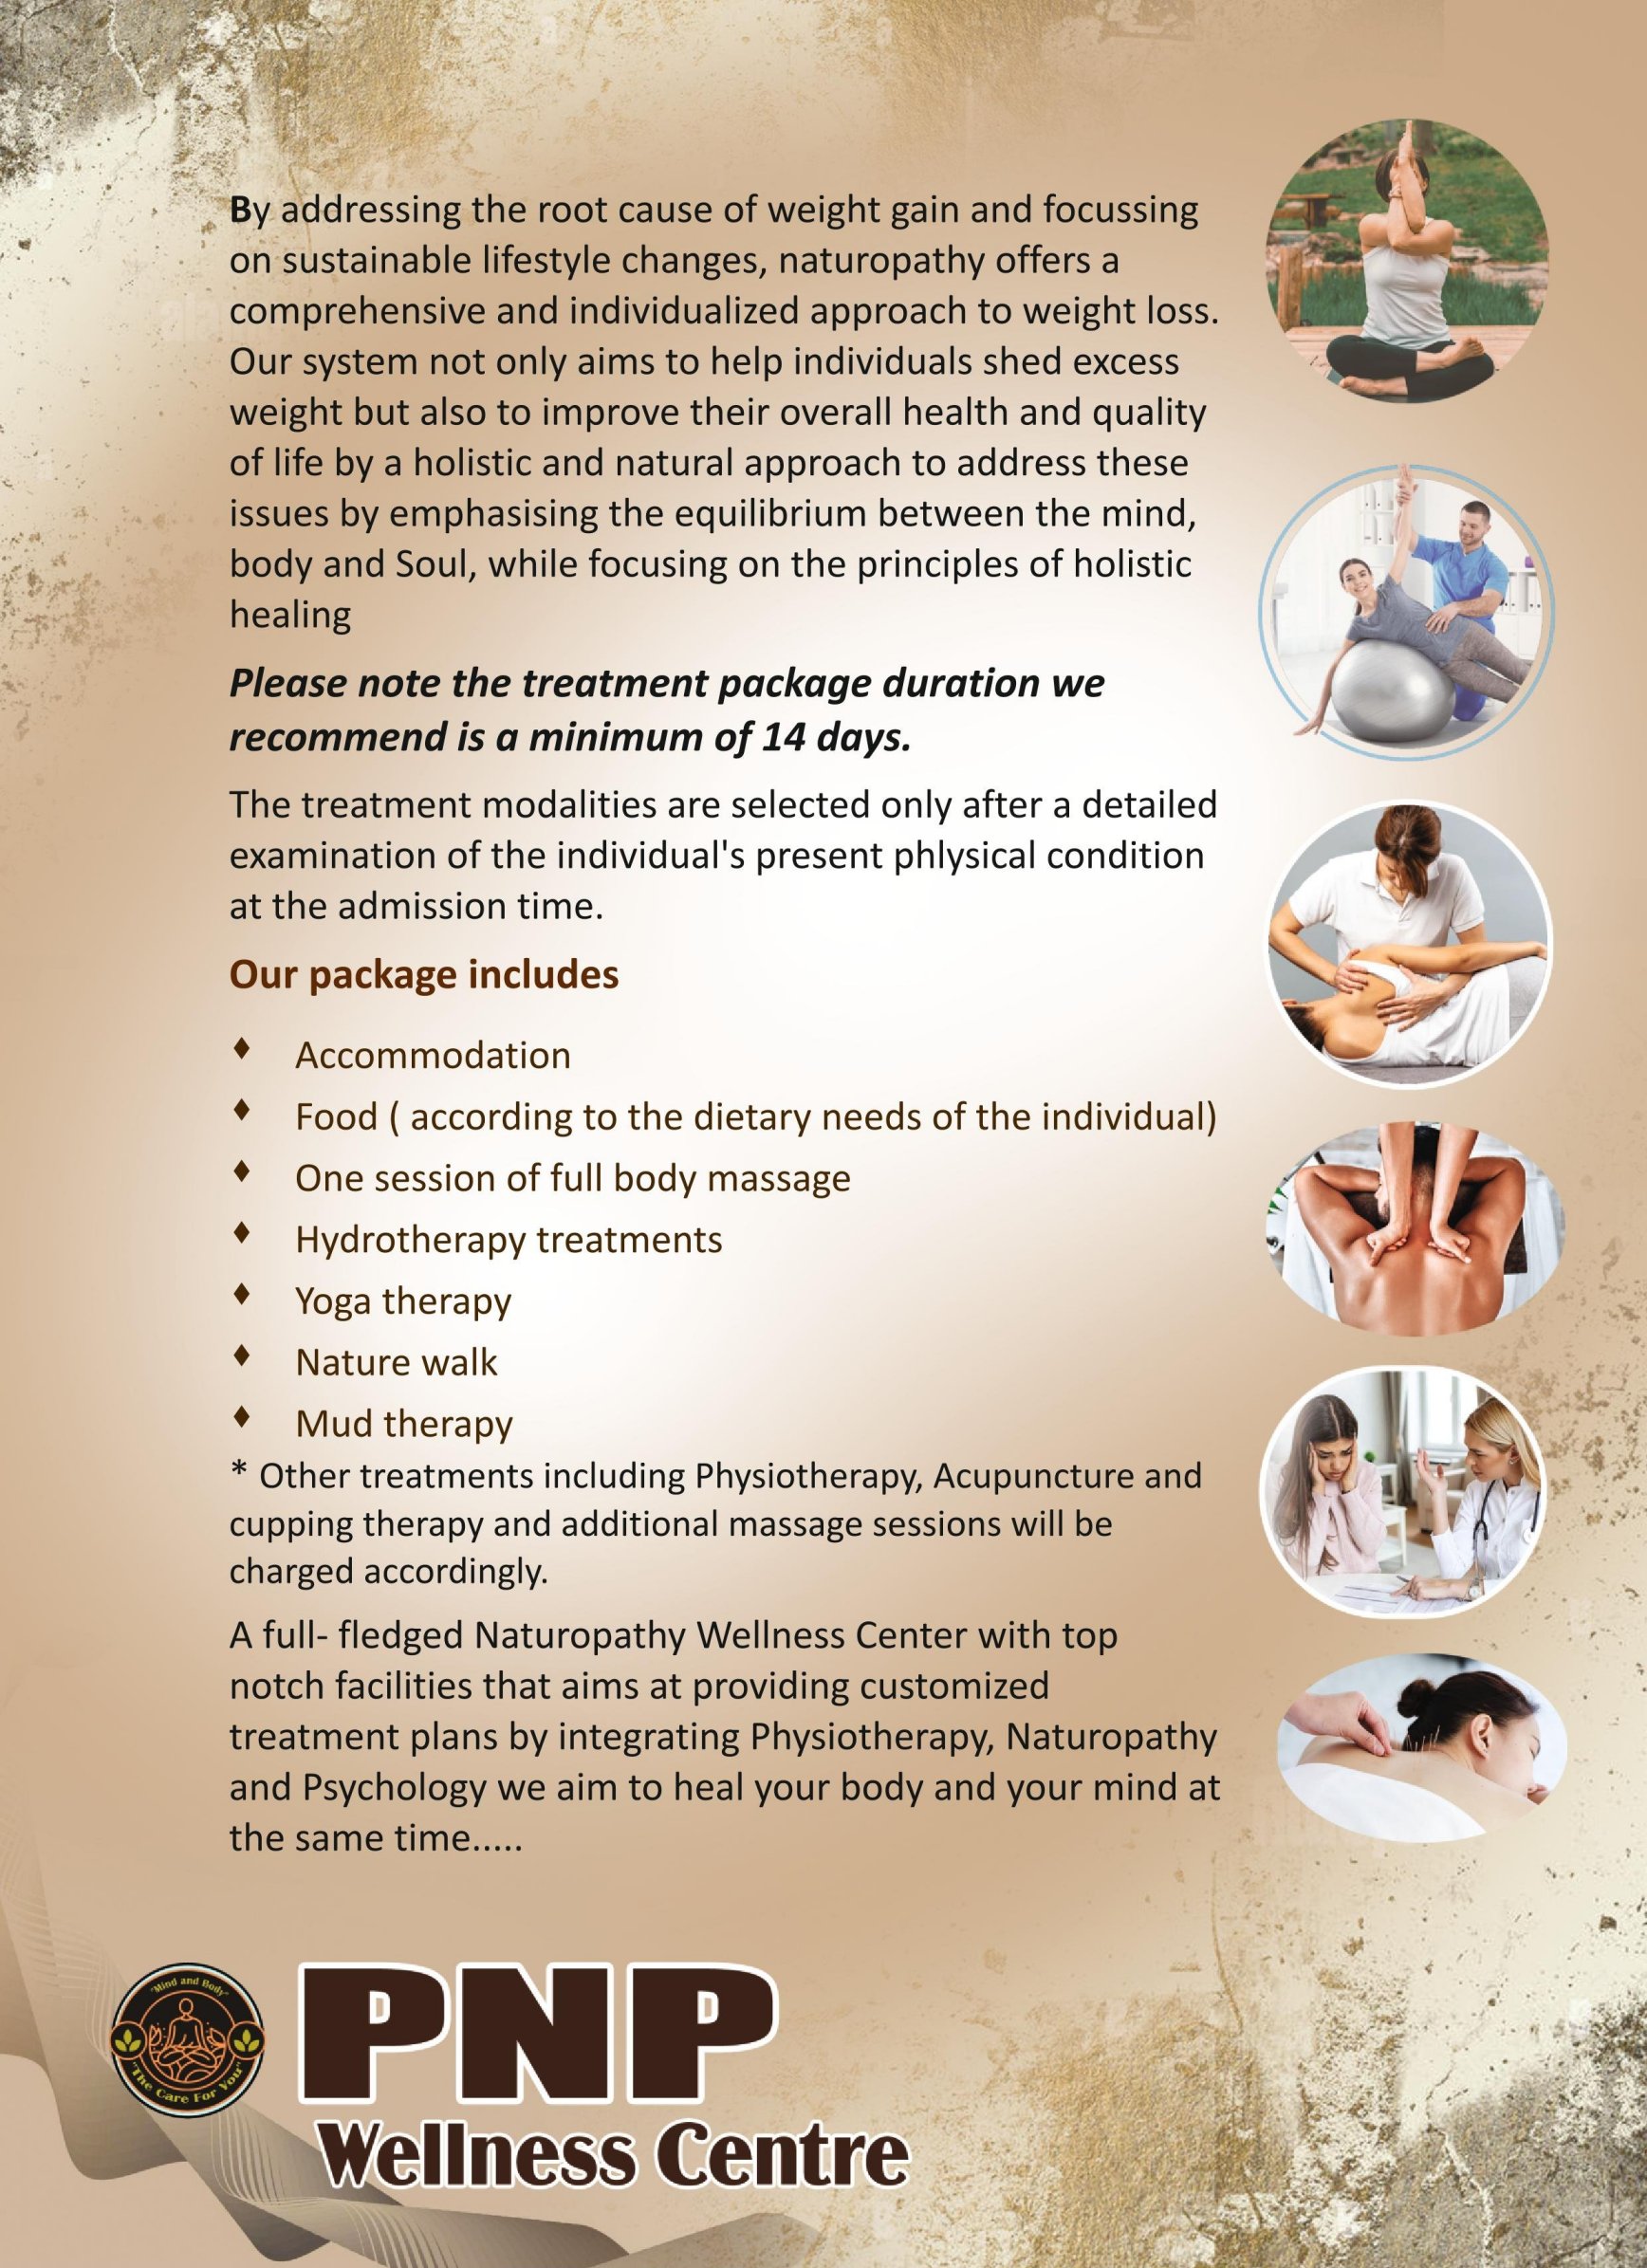 By addressing the root cause of weight gain and focussing
on sustainable lifestyle changes, naturopathy offers a
comprehensive and individualized approach to weight loss.
Our system not only aims to help individuals shed excess
weight but also to improve their overall health and quality
of life by a holistic and natural approach to address these
issues by emphasising the equilibrium between the mind,
body and Soul, while focusing on the principles of holistic
healing
Please note the treatment package duration we
recommend is a minimum of 14 days.
The treatment modalities are selected only after a detailed
examination of the individual's present phlysical condition
at the admission time.
Our package includes
♦ Accommodation
♦ Food ( according to the dietary needs of the individual)
♦ One session of full body massage
♦ Hydrotherapy treatments
♦ Yoga therapy
♦ Nature walk
♦ Mud therapy
* Other treatments including Physiotherapy, Acupuncture and
cupping therapy and additional massage sessions will be
charged accordingly.
A full- fledged Naturopathy Wellness Center with top
notch facilities that aims at providing customized
treatment plans by integrating Physiotherapy, Naturopathy
and Psychology we aim to heal your body and your mind at
the same time.....
"Mind and Body"
"The Care For You"
PNP
Wellness Centre